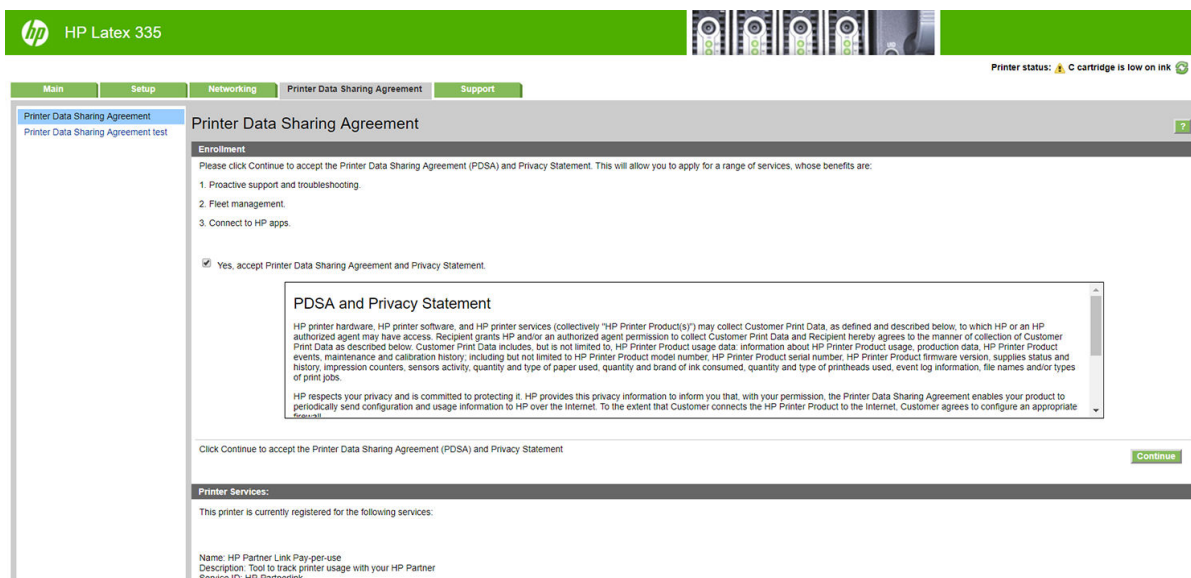 hp HP Latex 335
Printer status: C cartridge is low on ink
Main Setup Networking Printer Data Sharing Agreement Support
Printer Data Sharing Agreement
Printer Data Sharing Agreement test
Printer Data Sharing Agreement
?
Enrollment
Please click Continue to accept the Printer Data Sharing Agreement (PDSA) and Privacy Statement. This will allow you to apply for a range of services, whose benefits are:
1. Proactive support and troubleshooting.
2. Fleet management.
3. Connect to HP apps.
Yes, accept Printer Data Sharing Agreement and Privacy Statement.
PDSA and Privacy Statement
HP printer hardware, HP printer software, and HP printer services (collectively "HP Printer Product(s)") may collect Customer Print Data, as defined and described below, to which HP or an HP
authorized agent may have access. Recipient grants HP and/or an authorized agent permission to collect Customer Print Data and Recipient hereby agrees to the manner of collection of Customer
Print Data as described below. Customer Print Data includes, but is not limited to, HP Printer Product usage data: information about HP Printer Product usage, production data, HP Printer Product
events, maintenance and calibration history; including but not limited to HP Printer Product model number, HP Printer Product serial number, HP Printer Product firmware version, supplies status and
history, impression counters, sensors activity, quantity and type of paper used, quantity and brand of ink consumed, quantity and type of printheads used, event log information, file names and/or types
of print jobs.
HP respects your privacy and is committed to protecting it. HP provides this privacy information to inform you that, with your permission, the Printer Data Sharing Agreement enables your product to
periodically send configuration and usage information to HP over the Internet. To the extent that Customer connects the HP Printer Product to the Internet, Customer agrees to configure an appropriate
firewall
Click Continue to accept the Printer Data Sharing Agreement (PDSA) and Privacy Statement
Continue
Printer Services:
This printer is currently registered for the following services:
Name: HP Partner Link Pay-per-use
Description: Tool to track printer usage with your HP Partner
Service ID: HP Partnerlink